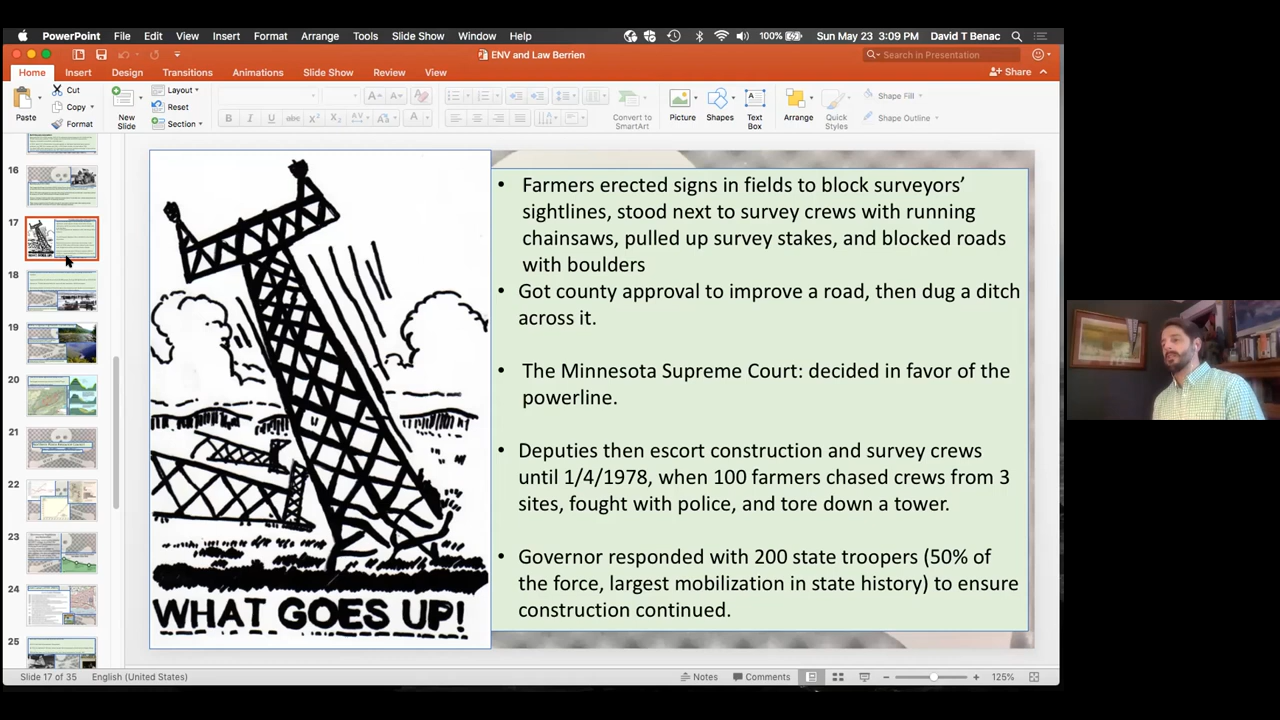 PowerPoint File Edit View Insert Format Arrange Tools Slide Show Window Help 100% Sun May 23 3:09 PM David T Benac
ENV and Law Berrien
Search in Presentation
Home Insert Design Transitions Animations Slide Show Review View
Share
Paste
Cut
Copy
Format
New Slide
Layout
Reset
Section
B I U abc X² X₂ AV Aa A
Convert to SmartArt
Picture
Shapes
Text Box
Arrange
Quick Styles
Shape Fill
Shape Outline
16
17
18
19
20
21
22
23
24
25
• Farmers erected signs in fields to block surveyors’
sightlines, stood next to survey crews with running
chainsaws, pulled up survey stakes, and blocked roads
with boulders
• Got county approval to improve a road, then dug a ditch
across it.
• The Minnesota Supreme Court: decided in favor of the
powerline.
• Deputies then escort construction and survey crews
until 1/4/1978, when 100 farmers chased crews from 3
sites, fought with police, and tore down a tower.
• Governor responded with 200 state troopers (50% of
the force, largest mobilization in state history) to ensure
construction continued.
WHAT GOES UP!
Slide 17 of 35 English (United States) Notes Comments 125%